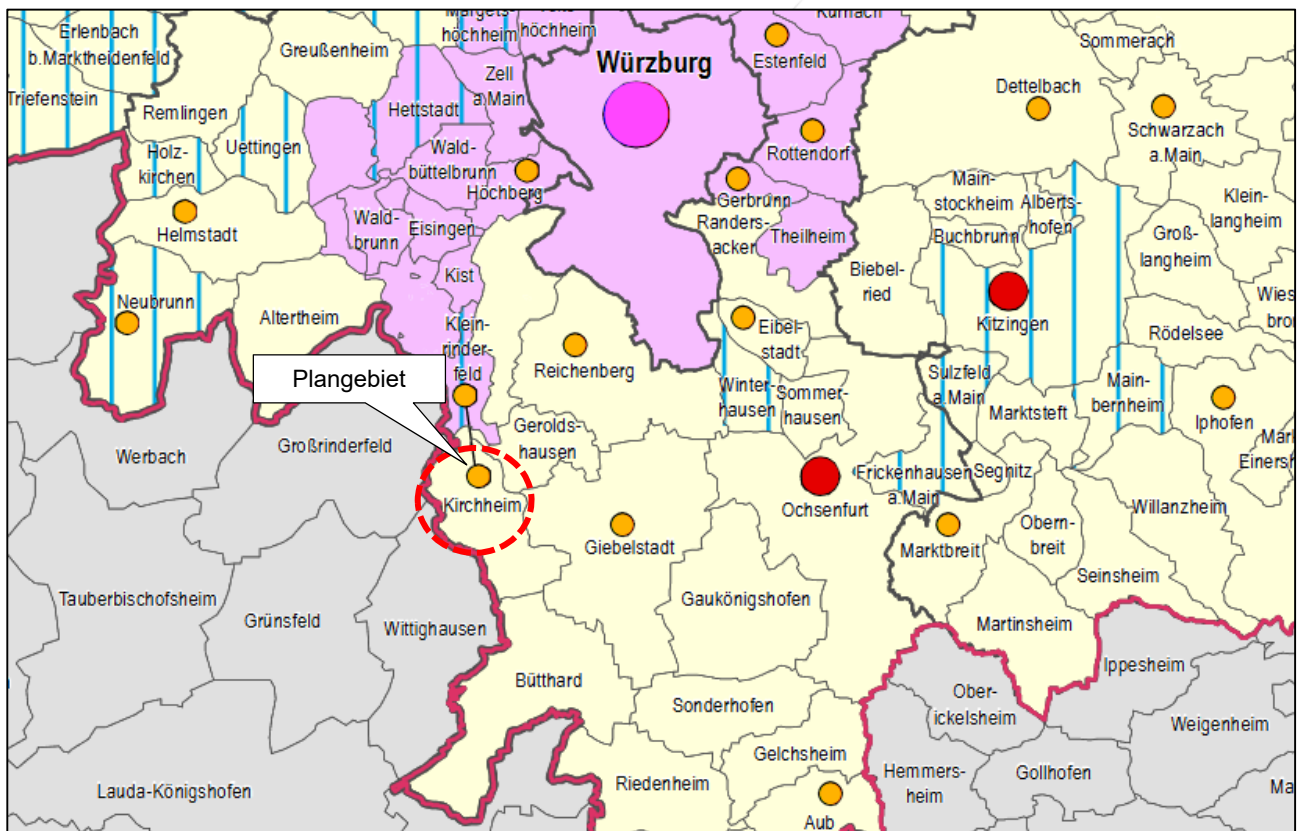 Erlenbach
b.Marktheidenfeld
Triefenstein
Remlingen
Greußenheim
höchheim
höchheim
Zell
a.Main
Würzburg
Kürnach
Estenfeld
Sommerach
Dettelbach
Schwarzach
a.Main
Hettstadt
Holz-
kirchen
Uettingen
Wald-
büttelbrunn
Höchberg
Rottendorf
Helmstadt
Wald-
brunn
Eisingen
Gerbrunn
Randers-
acker
Theilheim
Main-
stockheim
Alberts-
hofen
Buchbrunn
Klein-
langheim
Groß-
langheim
Biebel-
ried
Kist
Neubrunn
Altertheim
Klein-
rinder-
feld
Kitzingen
Wies
bron
Rödelsee
Eibel-
stadt
Plangebiet
Reichenberg
Winter-
hausen
Sommer-
hausen
Sulzfeld
a.Main
Marktsteft
Main-
bernheim
Iphofen
Werbach
Großrinderfeld
Gerolds-
hausen
Mark
Einersh
Kirchheim
Frickenhausen
a.Main
Segnitz
Ochsenfurt
Willanzheim
Giebelstadt
Marktbreit
Obern-
breit
Seinsheim
Tauberbischofsheim
Grünsfeld
Wittighausen
Gaukönigshofen
Martinsheim
Ippesheim
Bütthard
Sonderhofen
Ober-
ickelsheim
Weigenheim
Gelchsheim
Lauda-Königshofen
Riedenheim
Hemmers-
heim
Gollhofen
Ma
Aub